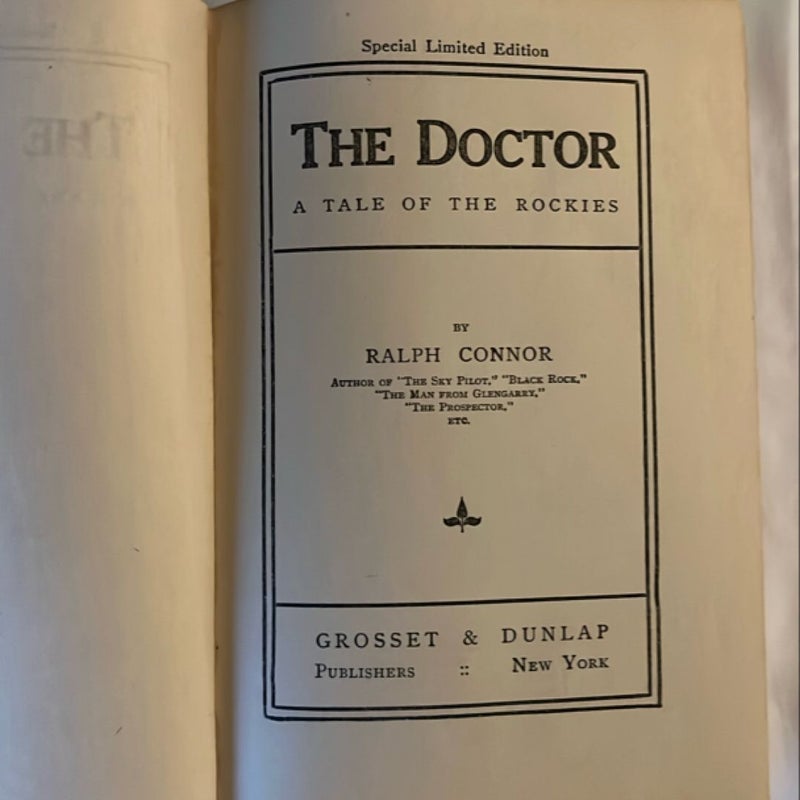 Special Limited Edition
THE DOCTOR
A TALE OF THE ROCKIES
BY
RALPH CONNOR
AUTHOR OF "THE SKY PILOT," "BLACK ROCK,"
"THE MAN FROM GLENGARRY,"
"THE PROSPECTOR,"
ETC.
GROSSET & DUNLAP
PUBLISHERS :: NEW YORK